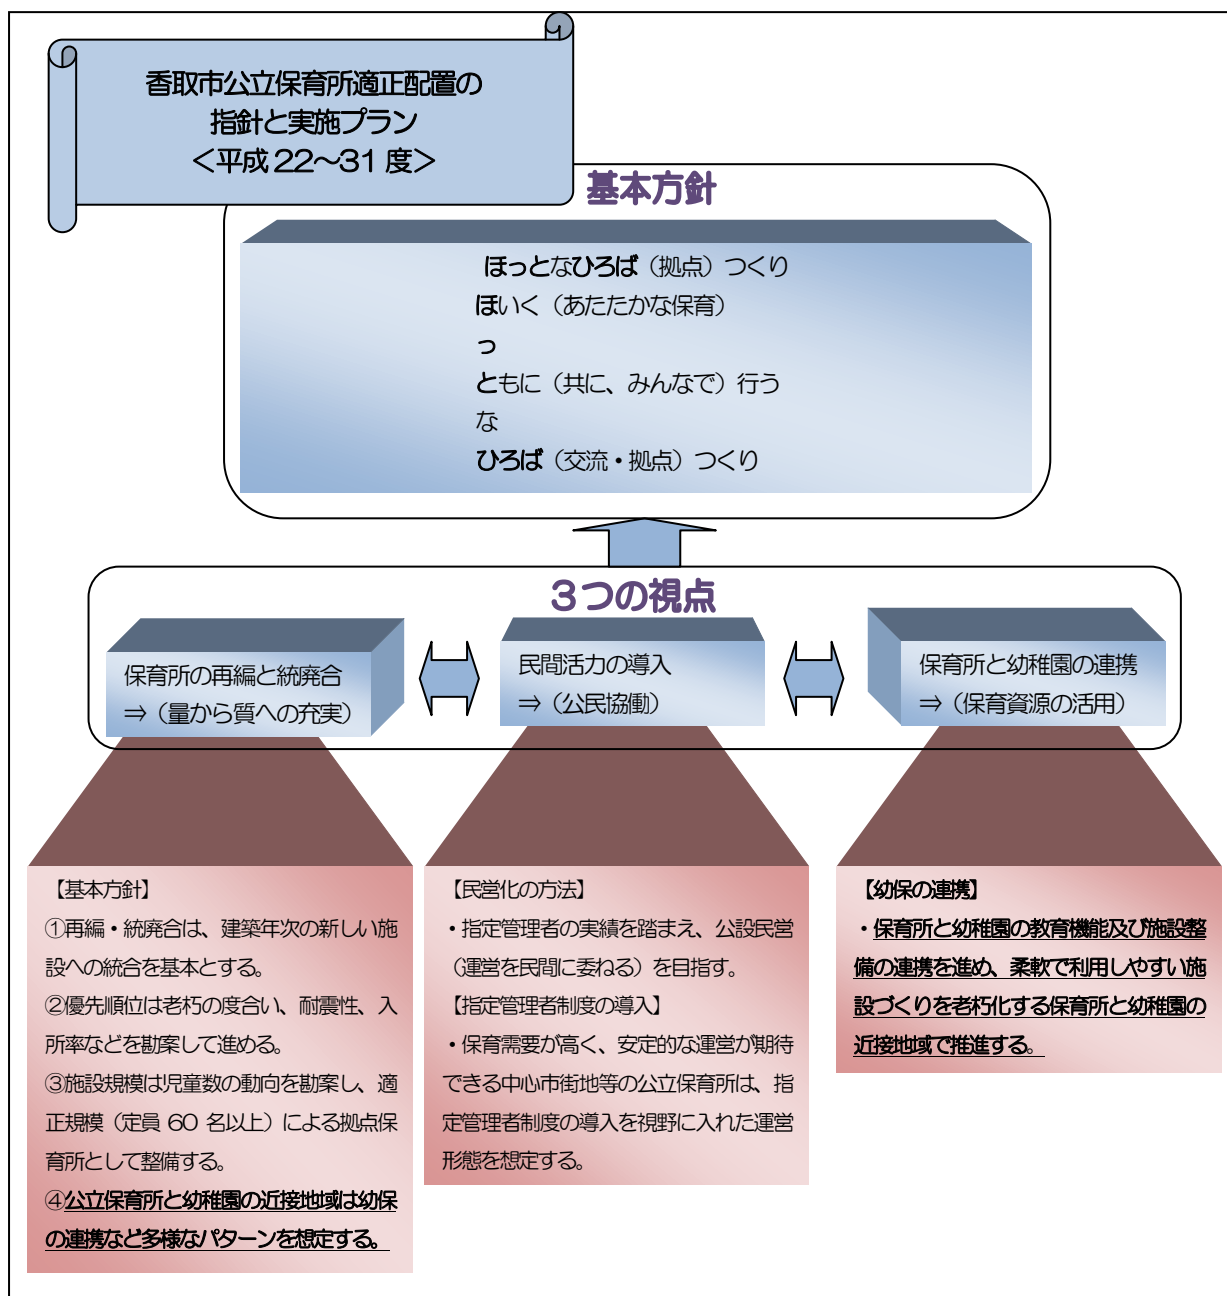 香取市公立保育所適正配置の
指針と実施プラン
＜平成22～31度＞
基本方針
ほっとなひろば（拠点）つくり
ほいく（あたたかな保育）
っ
ともに（共に、みんなで）行う
な
ひろば（交流・拠点）つくり
３つの視点
保育所の再編と統廃合
⇒（量から質への充実）
民間活力の導入
⇒（公民協働）
保育所と幼稚園の連携
⇒（保育資源の活用）
【基本方針】
①再編・統廃合は、建築年次の新しい施
設への統合を基本とする。
②優先順位は老朽の度合い、耐震性、入
所率などを勘案して進める。
③施設規模は児童数の動向を勘案し、適
正規模（定員 60 名以上）による拠点保
育所として整備する。
④公立保育所と幼稚園の近接地域は幼保
の連携など多様なパターンを想定する。
【民営化の方法】
・指定管理者の実績を踏まえ、公設民営
（運営を民間に委ねる）を目指す。
【指定管理者制度の導入】
・保育需要が高く、安定的な運営が期待
できる中心市街地等の公立保育所は、指
定管理者制度の導入を視野に入れた運営
形態を想定する。
【幼保の連携】
・保育所と幼稚園の教育機能及び施設整
備の連携を進め、柔軟で利用しやすい施
設づくりを老朽化する保育所と幼稚園の
近接地域で推進する。